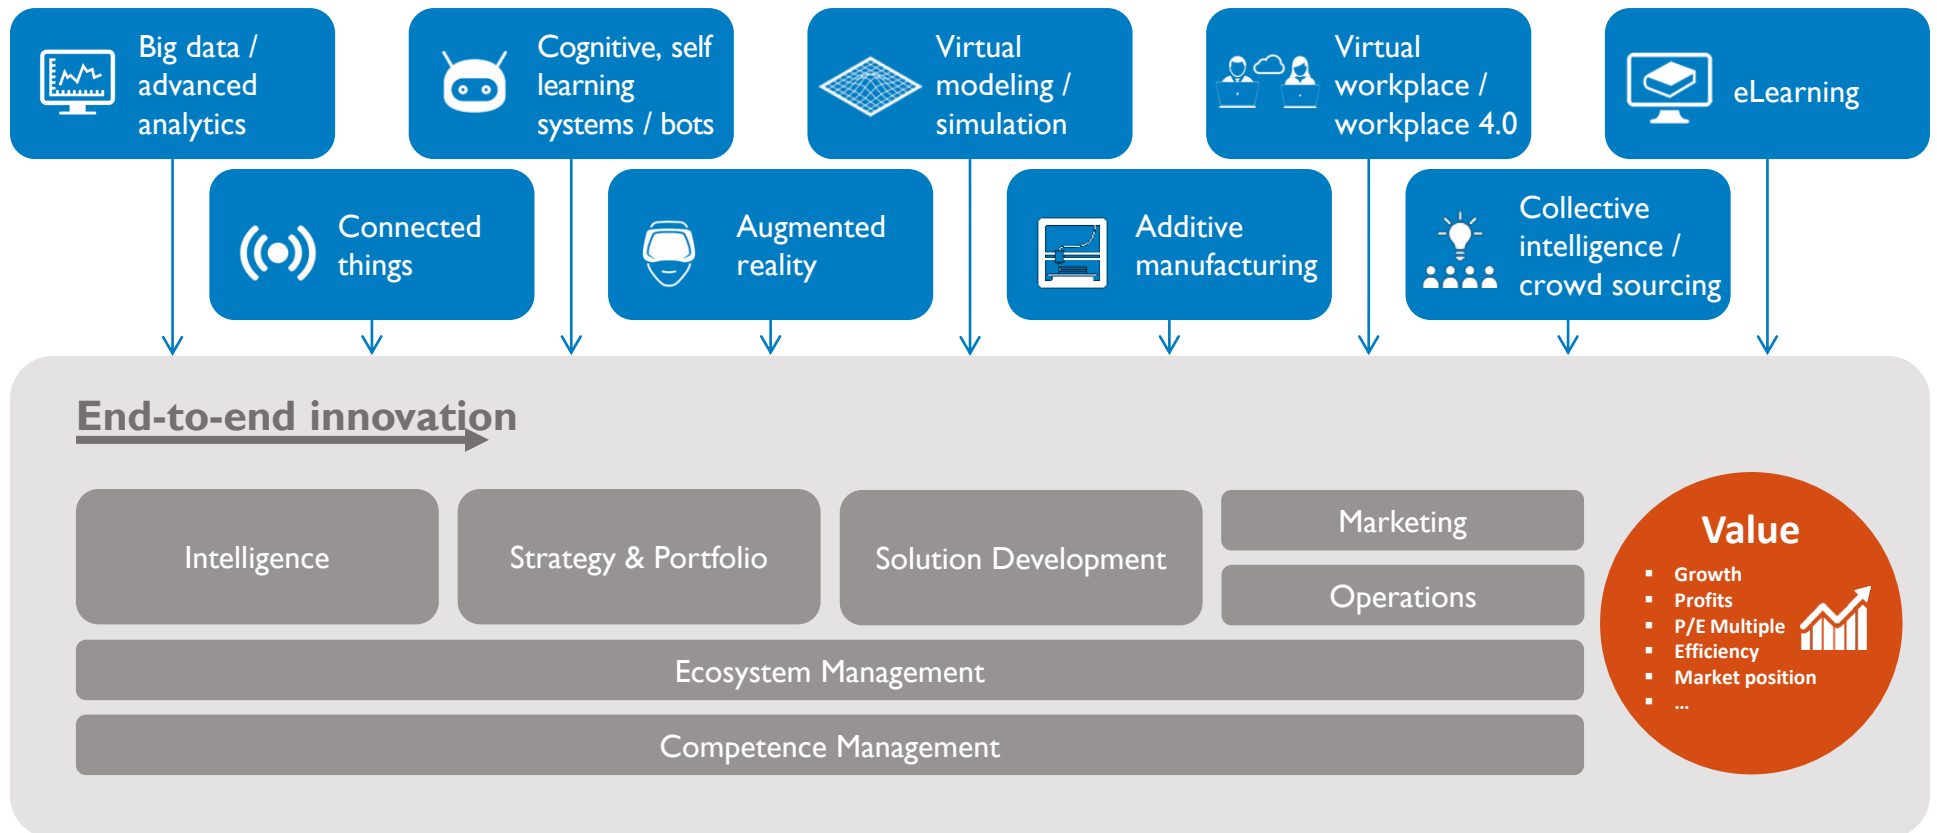 Big data /
advanced
analytics
Cognitive, self
learning
systems / bots
Virtual
modeling /
simulation
Virtual
workplace /
workplace 4.0
eLearning
Connected
things
Augmented
reality
Additive
manufacturing
Collective
intelligence /
crowd sourcing
End-to-end innovation
Intelligence
Strategy & Portfolio
Solution Development
Marketing
Operations
Ecosystem Management
Competence Management
Value
▪ Growth
▪ Profits
▪ P/E Multiple
▪ Efficiency
▪ Market position
▪ ...